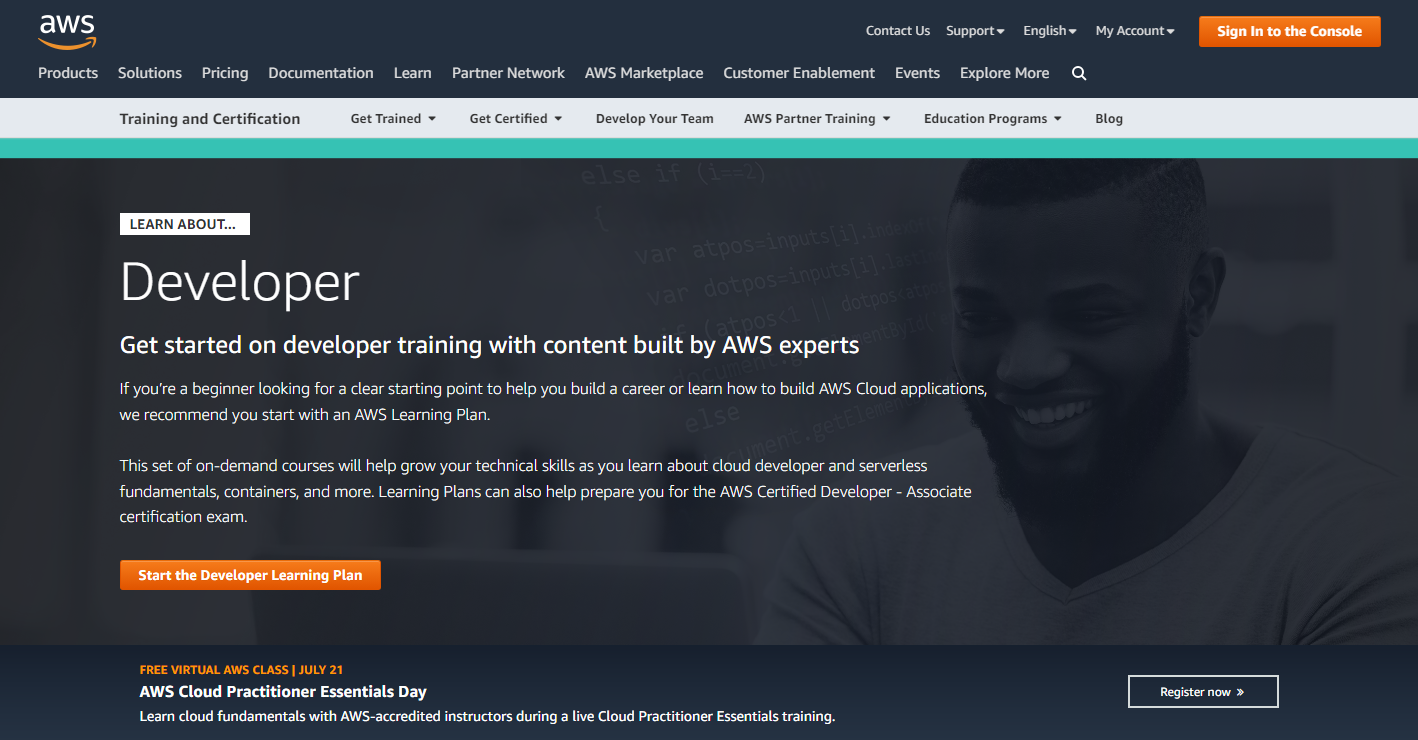 aws
Contact Us Support English My Account Sign In to the Console
Products Solutions Pricing Documentation Learn Partner Network AWS Marketplace Customer Enablement Events Explore More
Training and Certification Get Trained Get Certified Develop Your Team AWS Partner Training Education Programs Blog
else if (i==2)
{
var atpos=inputs[i].
var dotpos=inputs[i].
if (atpos<1 || dotpos<atpos
else
document.getElement
LEARN ABOUT...
Developer
Get started on developer training with content built by AWS experts
If you're a beginner looking for a clear starting point to help you build a career or learn how to build AWS Cloud applications,
we recommend you start with an AWS Learning Plan.
This set of on-demand courses will help grow your technical skills as you learn about cloud developer and serverless
fundamentals, containers, and more. Learning Plans can also help prepare you for the AWS Certified Developer - Associate
certification exam.
Start the Developer Learning Plan
FREE VIRTUAL AWS CLASS | JULY 21
AWS Cloud Practitioner Essentials Day
Learn cloud fundamentals with AWS-accredited instructors during a live Cloud Practitioner Essentials training.
Register now »